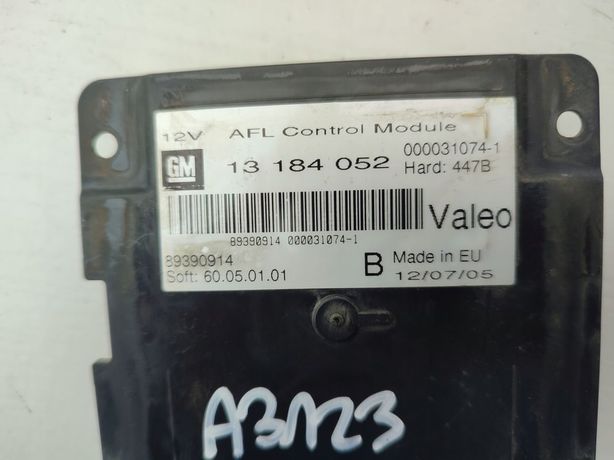 12V AFL Control Module
000031074-1
GM 13 184 052 Hard: 447B
Valeo
89390914 000031074-1
89390914 B Made in EU
Soft: 60.05.01.01 12/07/05
A3123